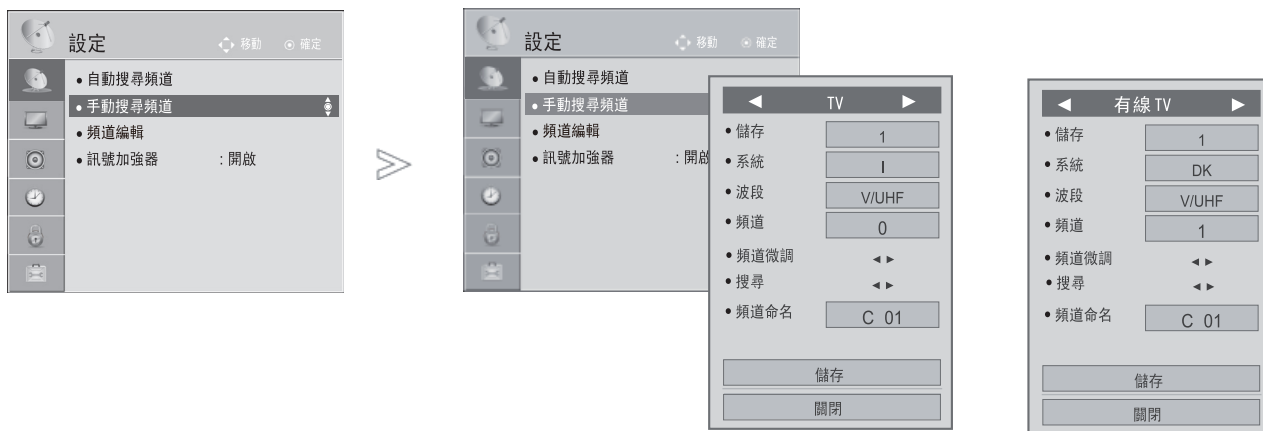 設定 移動 確定
• 自動搜尋頻道
• 手動搜尋頻道
• 頻道編輯
• 訊號加強器 : 開啟
設定 移動 確定
• 自動搜尋頻道
• 手動搜尋頻道
• 頻道編輯
• 訊號加強器 : 開啟
◀ TV ▶
• 儲存 1
• 系統 I
• 波段 V/UHF
• 頻道 0
• 頻道微調 ◀ ▶
• 搜尋 ◀ ▶
• 頻道命名 C 01
儲存
關閉
◀ 有線 TV ▶
• 儲存 1
• 系統 DK
• 波段 V/UHF
• 頻道 1
• 頻道微調 ◀ ▶
• 搜尋 ◀ ▶
• 頻道命名 C 01
儲存
關閉